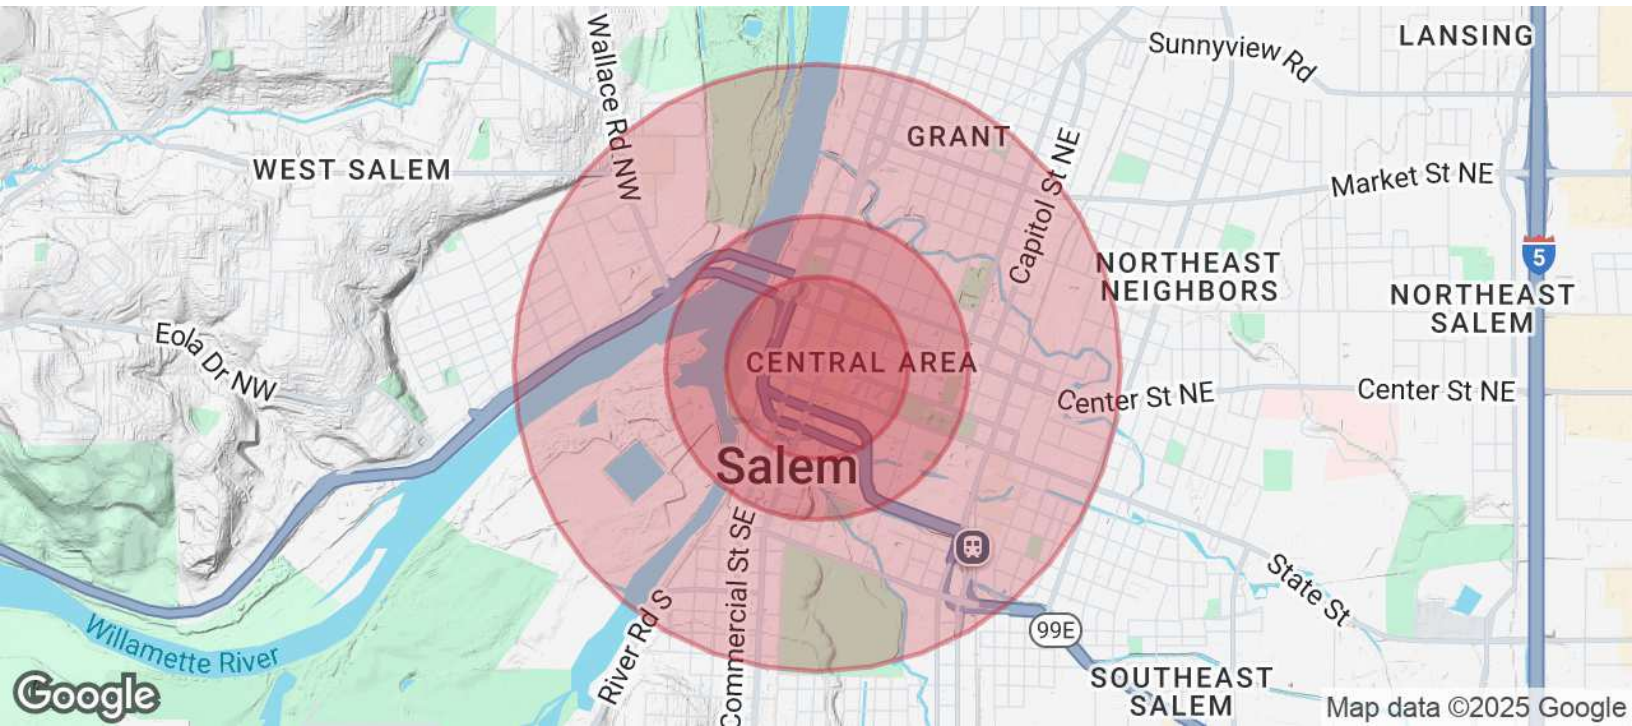 LANSING
Sunnyview Rd
Wallace Rd NW
GRANT
WEST SALEM
Market St NE
Capitol St NE
5
NORTHEAST
NEIGHBORS
NORTHEAST
SALEM
Eola Dr NW
CENTRAL AREA
Center St NE
Center St NE
Salem
Commercial St SE
River Rd S
State St
99E
Willamette River
SOUTHEAST
SALEM
Google
Map data ©2025 Google